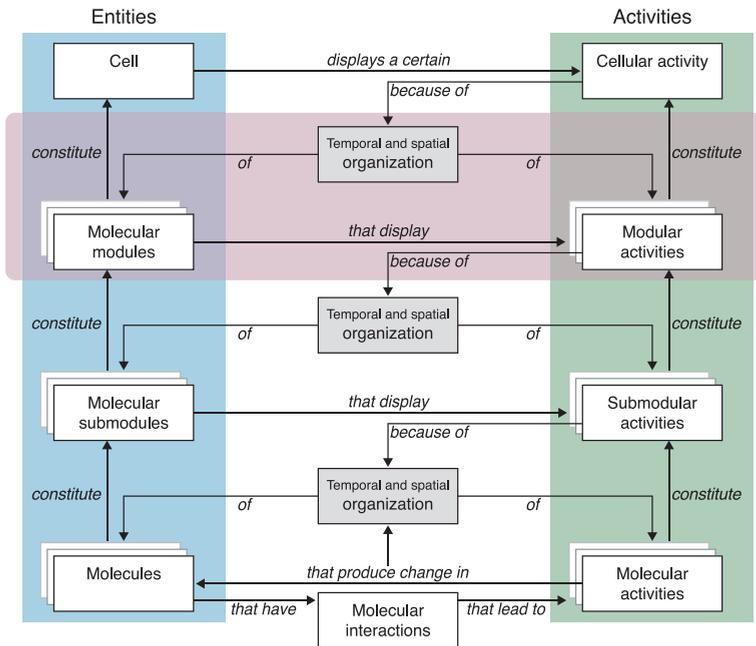 Entities
Activities
Cell
displays a certain
Cellular activity
because of
constitute
Temporal and spatial
organization
constitute
of
of
Molecular
modules
that display
Modular
activities
because of
constitute
Temporal and spatial
organization
constitute
of
of
Molecular
submodules
that display
Submodular
activities
because of
constitute
Temporal and spatial
organization
constitute
of
of
Molecules
that produce change in
Molecular
activities
that have
Molecular
interactions
that lead to